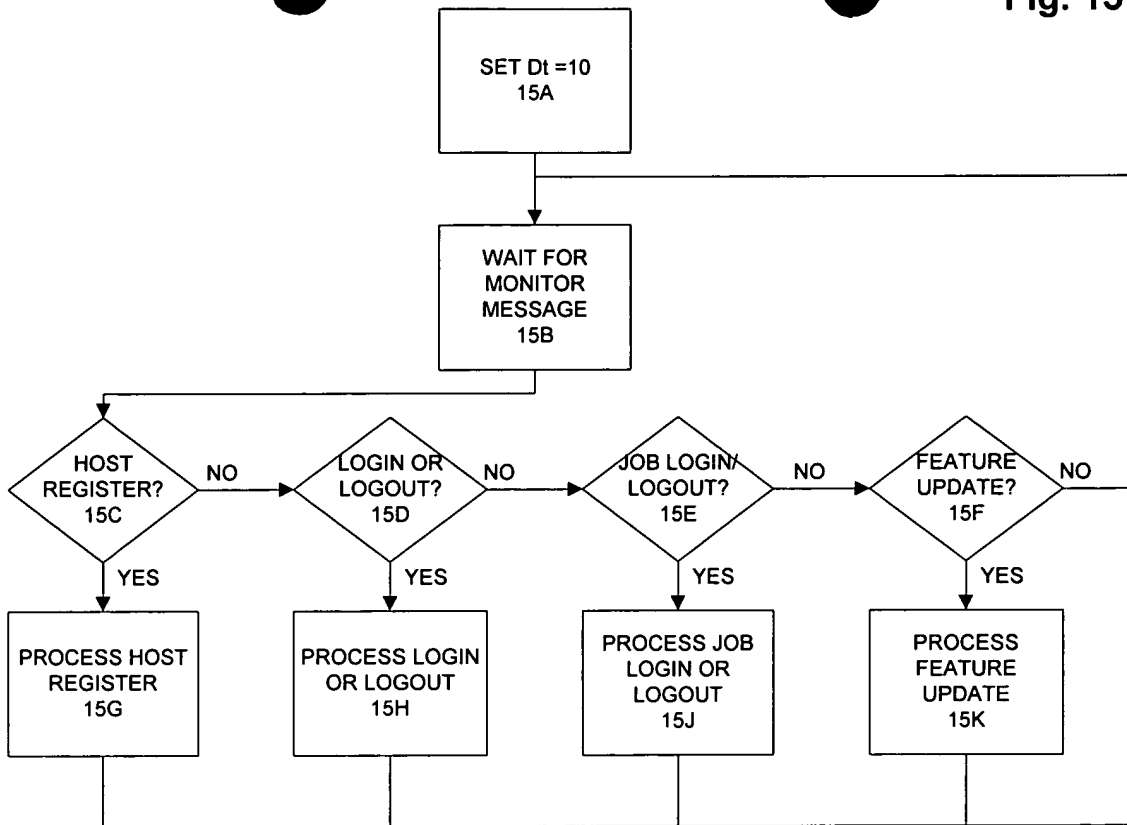 Fig. 15
SET Dt =10
15A
WAIT FOR
MONITOR
MESSAGE
15B
HOST
REGISTER?
15C
NO
LOGIN OR
LOGOUT?
15D
NO
JOB LOGIN/
LOGOUT?
15E
NO
FEATURE
UPDATE?
15F
NO
YES
YES
YES
YES
PROCESS HOST
REGISTER
15G
PROCESS LOGIN
OR LOGOUT
15H
PROCESS JOB
LOGIN OR
LOGOUT
15J
PROCESS
FEATURE
UPDATE
15K